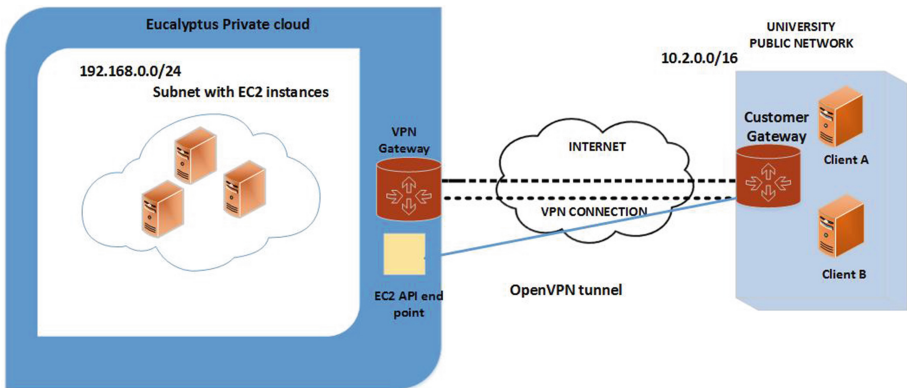 Eucalyptus Private cloud
192.168.0.0/24
Subnet with EC2 instances
VPN
Gateway
EC2 API end
point
INTERNET
VPN CONNECTION
OpenVPN tunnel
UNIVERSITY
PUBLIC NETWORK
10.2.0.0/16
Customer
Gateway
Client A
Client B